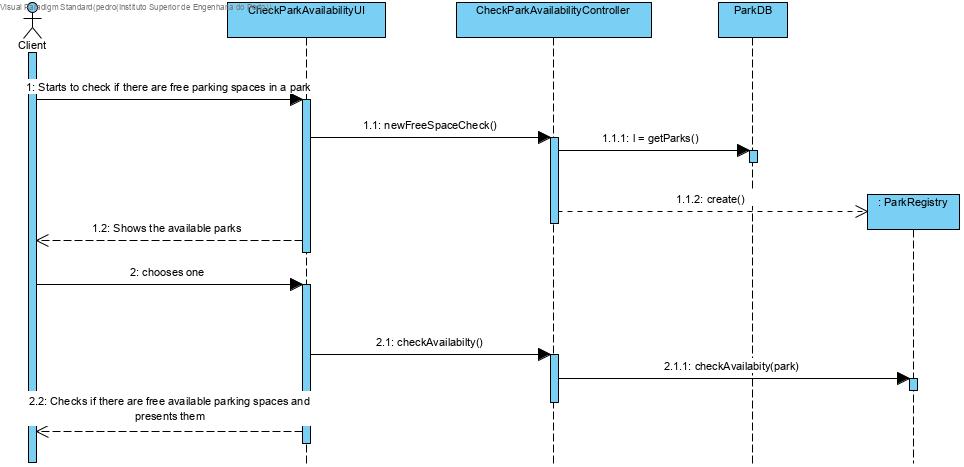 Visual Paradigm Standard(pedro(Instituto Superior de Engenharia do Porto))
CheckParkAvailabilityUI
CheckParkAvailabilityController
ParkDB
Client
1: Starts to check if there are free parking spaces in a park
1.1: newFreeSpaceCheck()
1.1.1: l = getParks()
1.1.2: create()
: ParkRegistry
1.2: Shows the available parks
2: chooses one
2.1: checkAvailabilty()
2.1.1: checkAvailabity(park)
2.2: Checks if there are free available parking spaces and
presents them